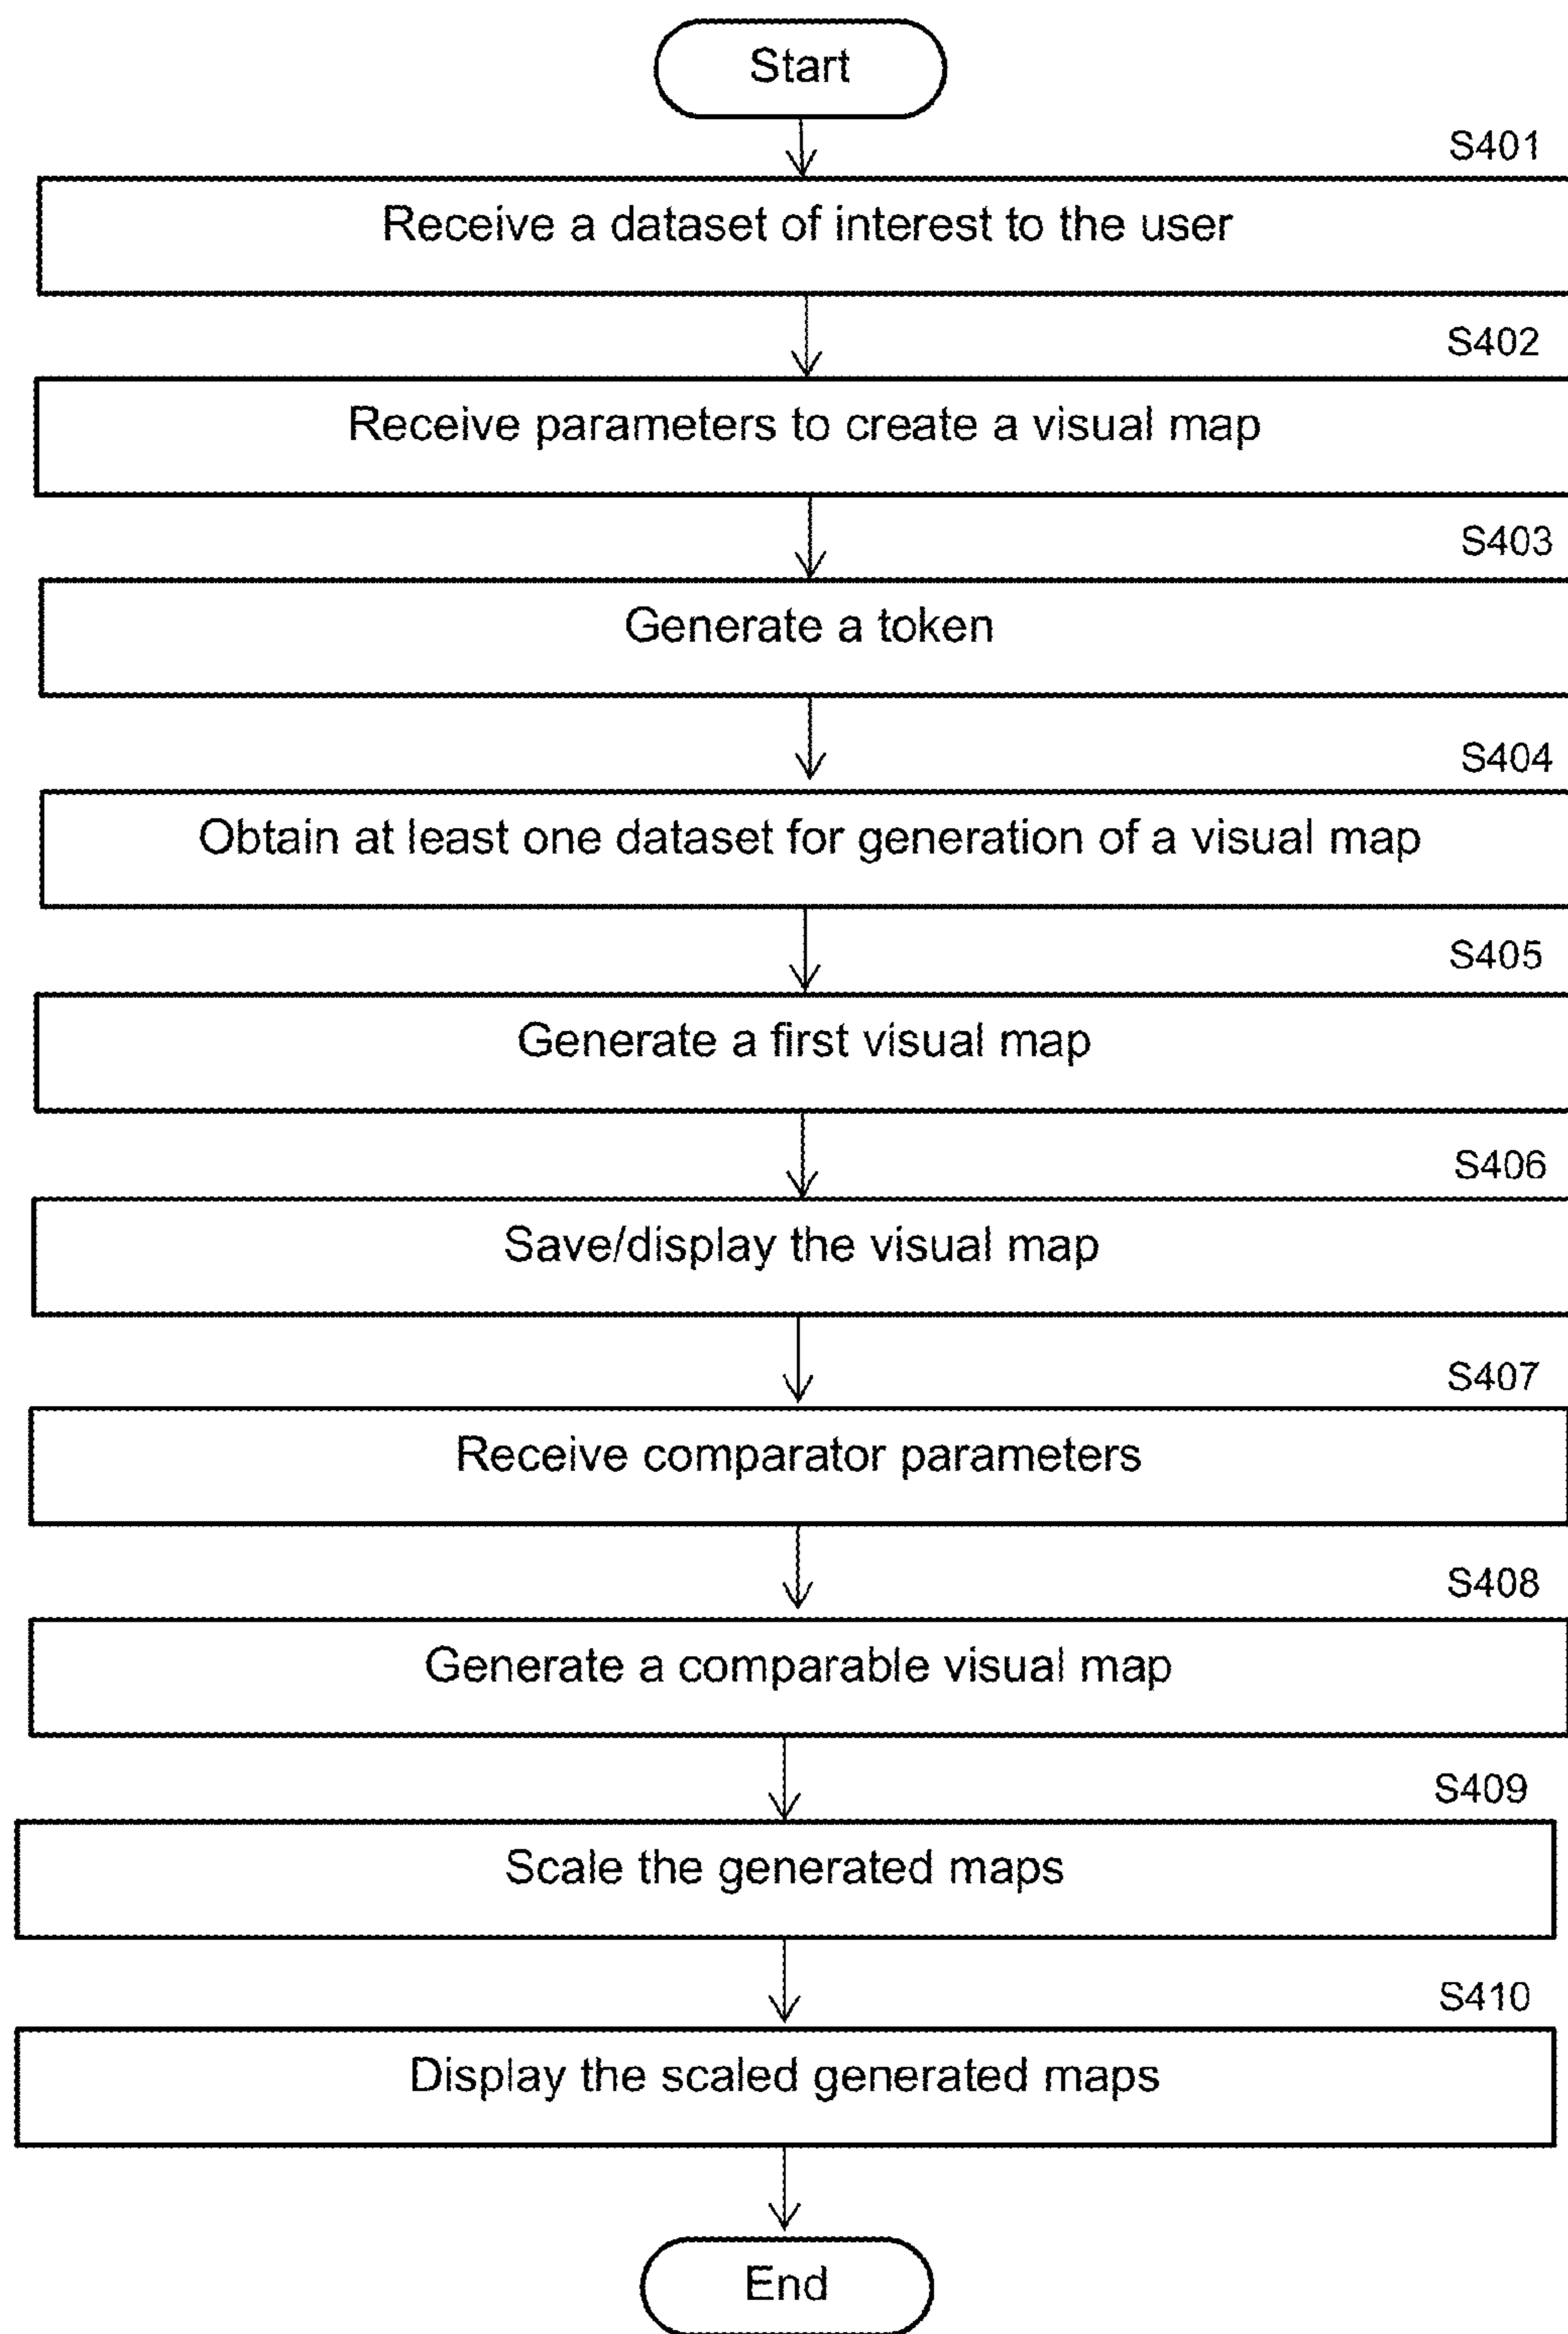 Start
S401
Receive a dataset of interest to the user
S402
Receive parameters to create a visual map
S403
Generate a token
S404
Obtain at least one dataset for generation of a visual map
S405
Generate a first visual map
S406
Save/display the visual map
S407
Receive comparator parameters
S408
Generate a comparable visual map
S409
Scale the generated maps
S410
Display the scaled generated maps
End